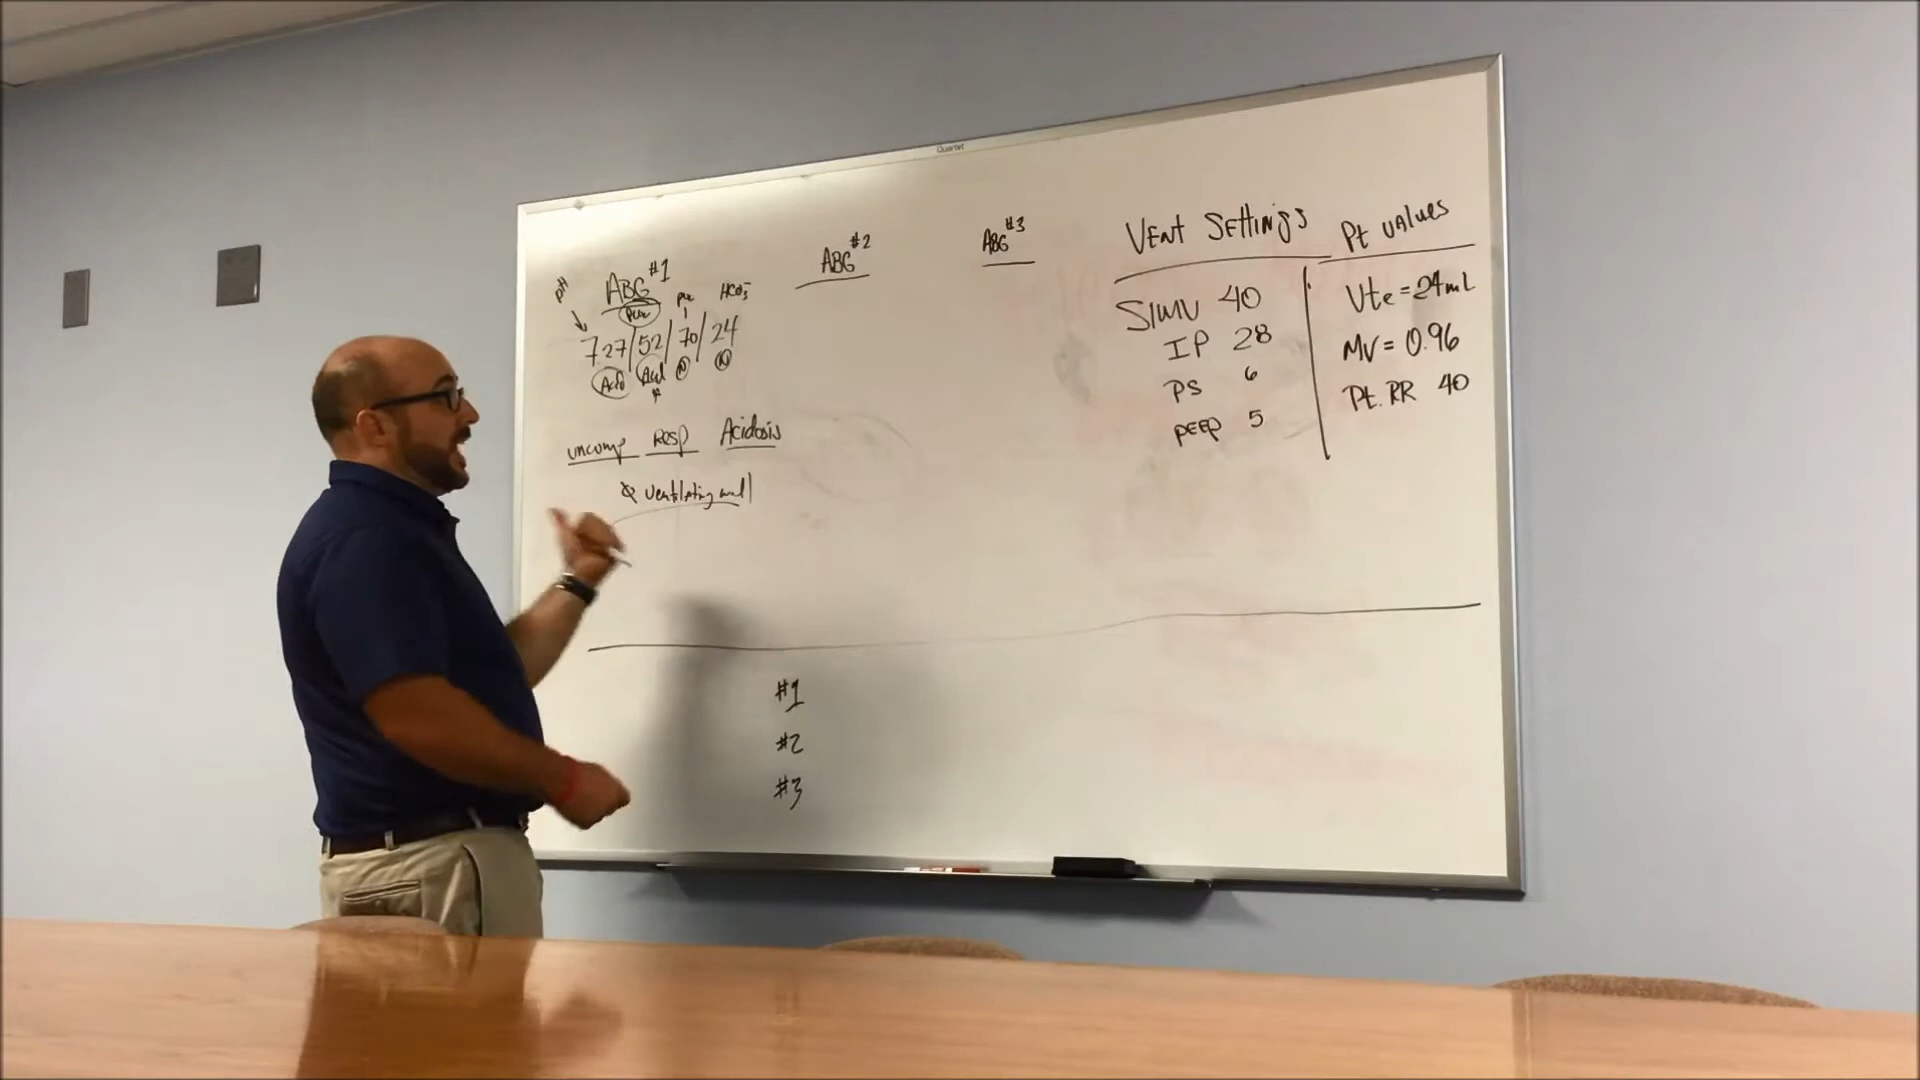 Quartet
ABG #1
pH
HCO3-
7.27/52/70/24
Acid
N
N
uncomp Resp Acidosis
ventilating well
ABG #2
ABG #3
Vent Settings
SIMV 40
IP 28
PS 6
PEEP 5
Pt values
Vte = 24mL
MV = 0.96
Pt. RR 40
#1
#2
#3